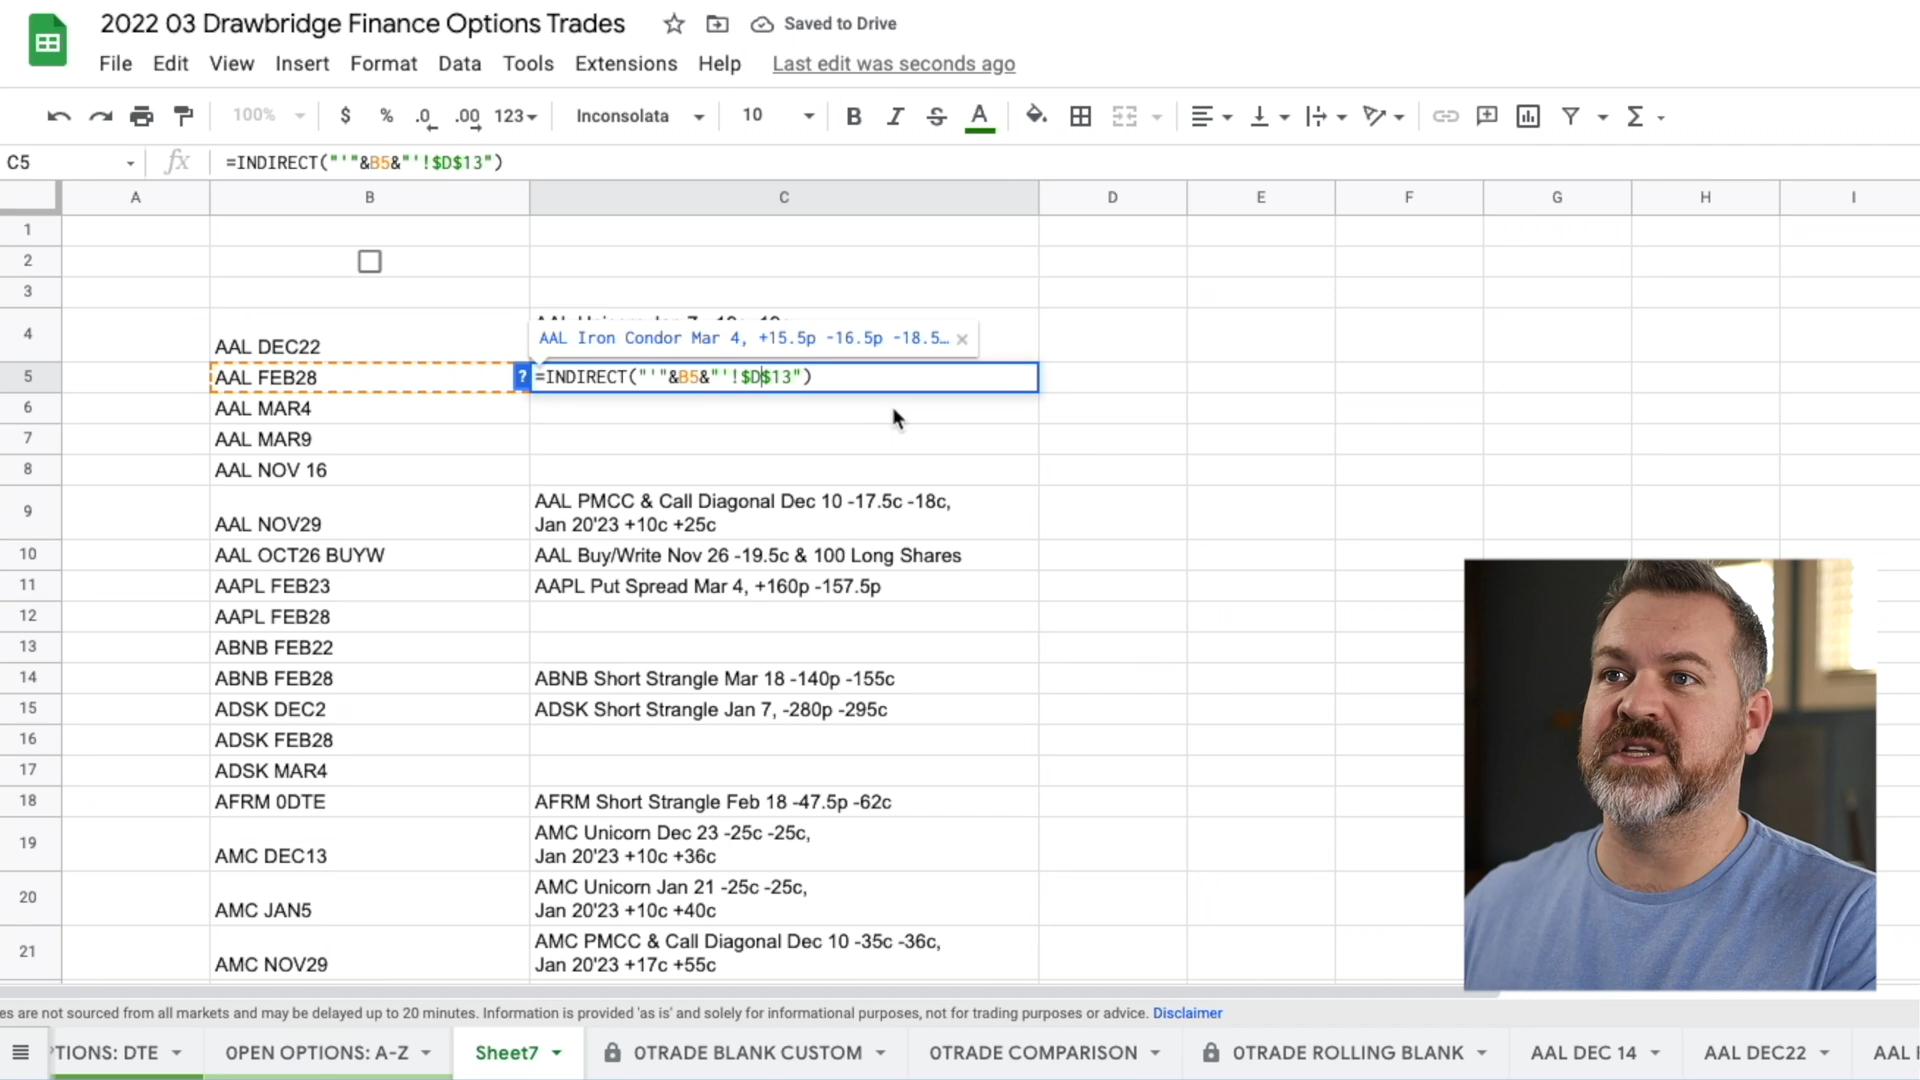 2022 03 Drawbridge Finance Options Trades
Saved to Drive
File Edit View Insert Format Data Tools Extensions Help Last edit was seconds ago
100% $ % .0 .00 123 Inconsolata 10 B I S A
C5 fx =INDIRECT("'"&B5&"'!$D$13")
A B C D E F G H I
1
2
3
4 AAL DEC22
AAL Iron Condor Mar 4, +15.5p -16.5p -18.5…
5 AAL FEB28 ? =INDIRECT("'"&B5&"'!$D$13")
6 AAL MAR4
7 AAL MAR9
8 AAL NOV 16
9 AAL NOV29 AAL PMCC & Call Diagonal Dec 10 -17.5c -18c,
Jan 20'23 +10c +25c
10 AAL OCT26 BUYW AAL Buy/Write Nov 26 -19.5c & 100 Long Shares
11 AAPL FEB23 AAPL Put Spread Mar 4, +160p -157.5p
12 AAPL FEB28
13 ABNB FEB22
14 ABNB FEB28 ABNB Short Strangle Mar 18 -140p -155c
15 ADSK DEC2 ADSK Short Strangle Jan 7, -280p -295c
16 ADSK FEB28
17 ADSK MAR4
18 AFRM 0DTE AFRM Short Strangle Feb 18 -47.5p -62c
19 AMC DEC13 AMC Unicorn Dec 23 -25c -25c,
Jan 20'23 +10c +36c
20 AMC JAN5 AMC Unicorn Jan 21 -25c -25c,
Jan 20'23 +10c +40c
21 AMC NOV29 AMC PMCC & Call Diagonal Dec 10 -35c -36c,
Jan 20'23 +17c +55c
es are not sourced from all markets and may be delayed up to 20 minutes. Information is provided 'as is' and solely for informational purposes, not for trading purposes or advice. Disclaimer
TIONS: DTE 0PEN OPTIONS: A-Z Sheet7 0TRADE BLANK CUSTOM 0TRADE COMPARISON 0TRADE ROLLING BLANK AAL DEC 14 AAL DEC22 AAL